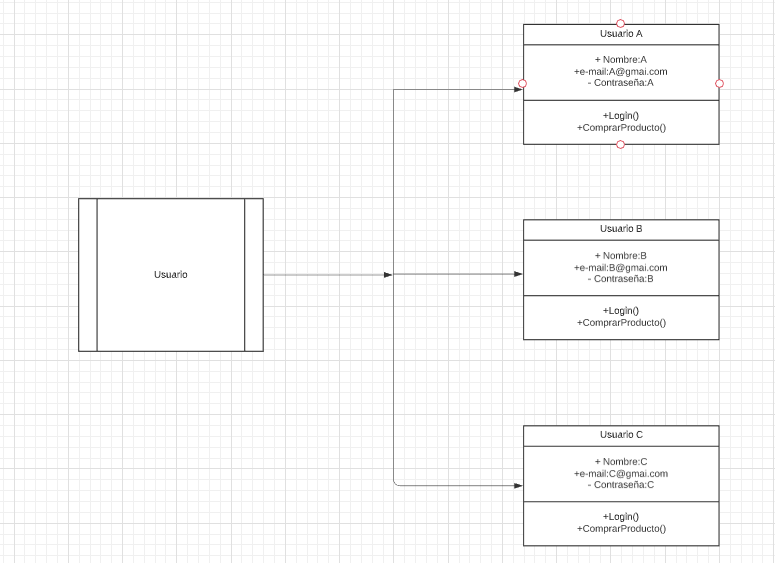 Usuario A
+ Nombre:A
+e-mail:A@gmai.com
- Contraseña:A
+LogIn()
+ComprarProducto()
Usuario
Usuario B
+ Nombre:B
+e-mail:B@gmai.com
- Contraseña:B
+LogIn()
+ComprarProducto()
Usuario C
+ Nombre:C
+e-mail:C@gmai.com
- Contraseña:C
+LogIn()
+ComprarProducto()